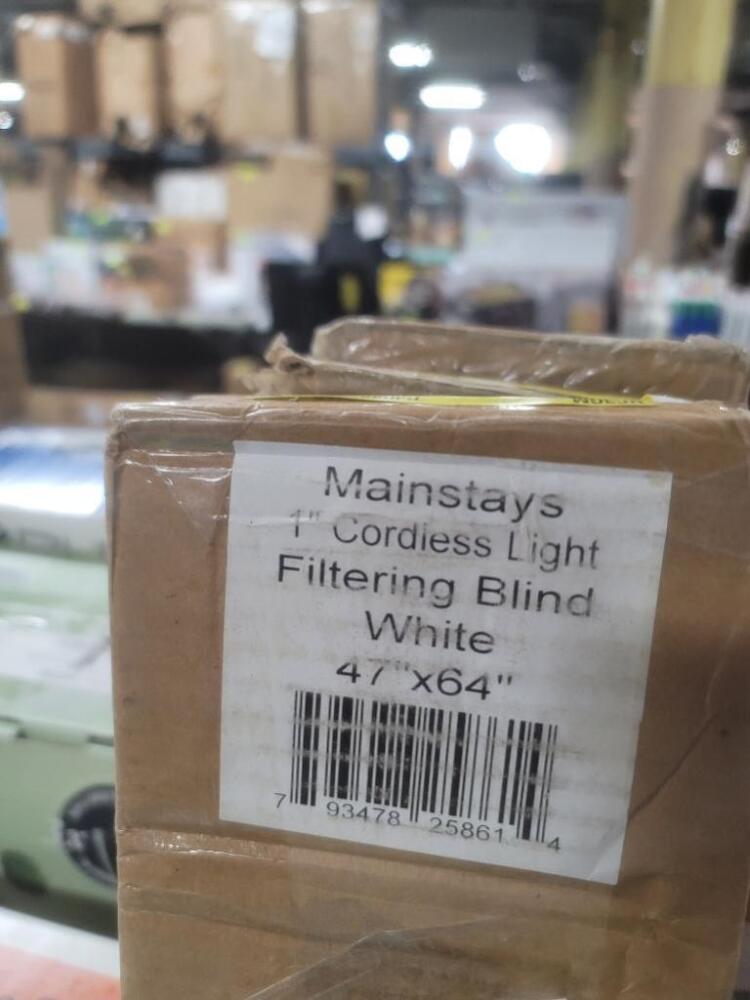 Mainstays
1" Cordless Light
Filtering Blind
White
47"x64"
7 93478 25861 4